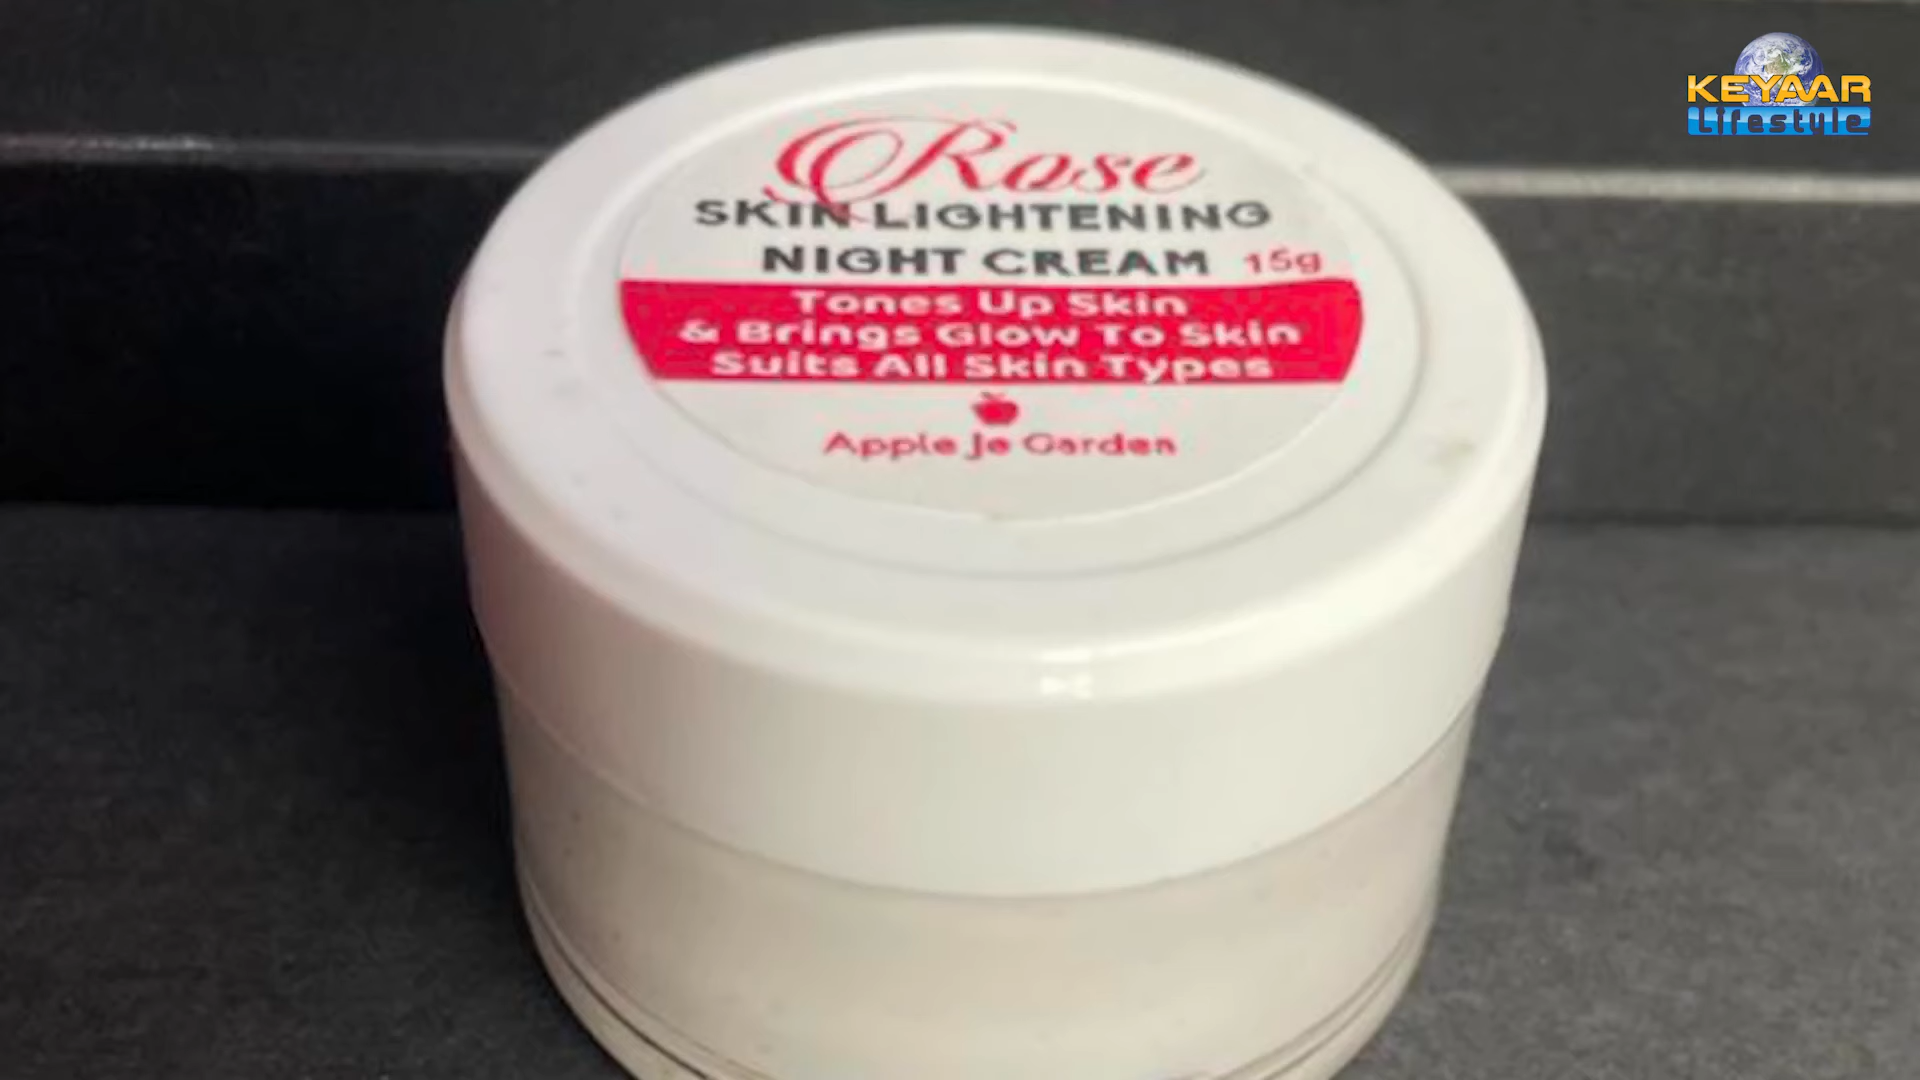 KEYAAR
Lifestyle
Rose
SKIN LIGHTENING
NIGHT CREAM 15g
Tones Up Skin
& Brings Glow To Skin
Suits All Skin Types
Apple Je Garden